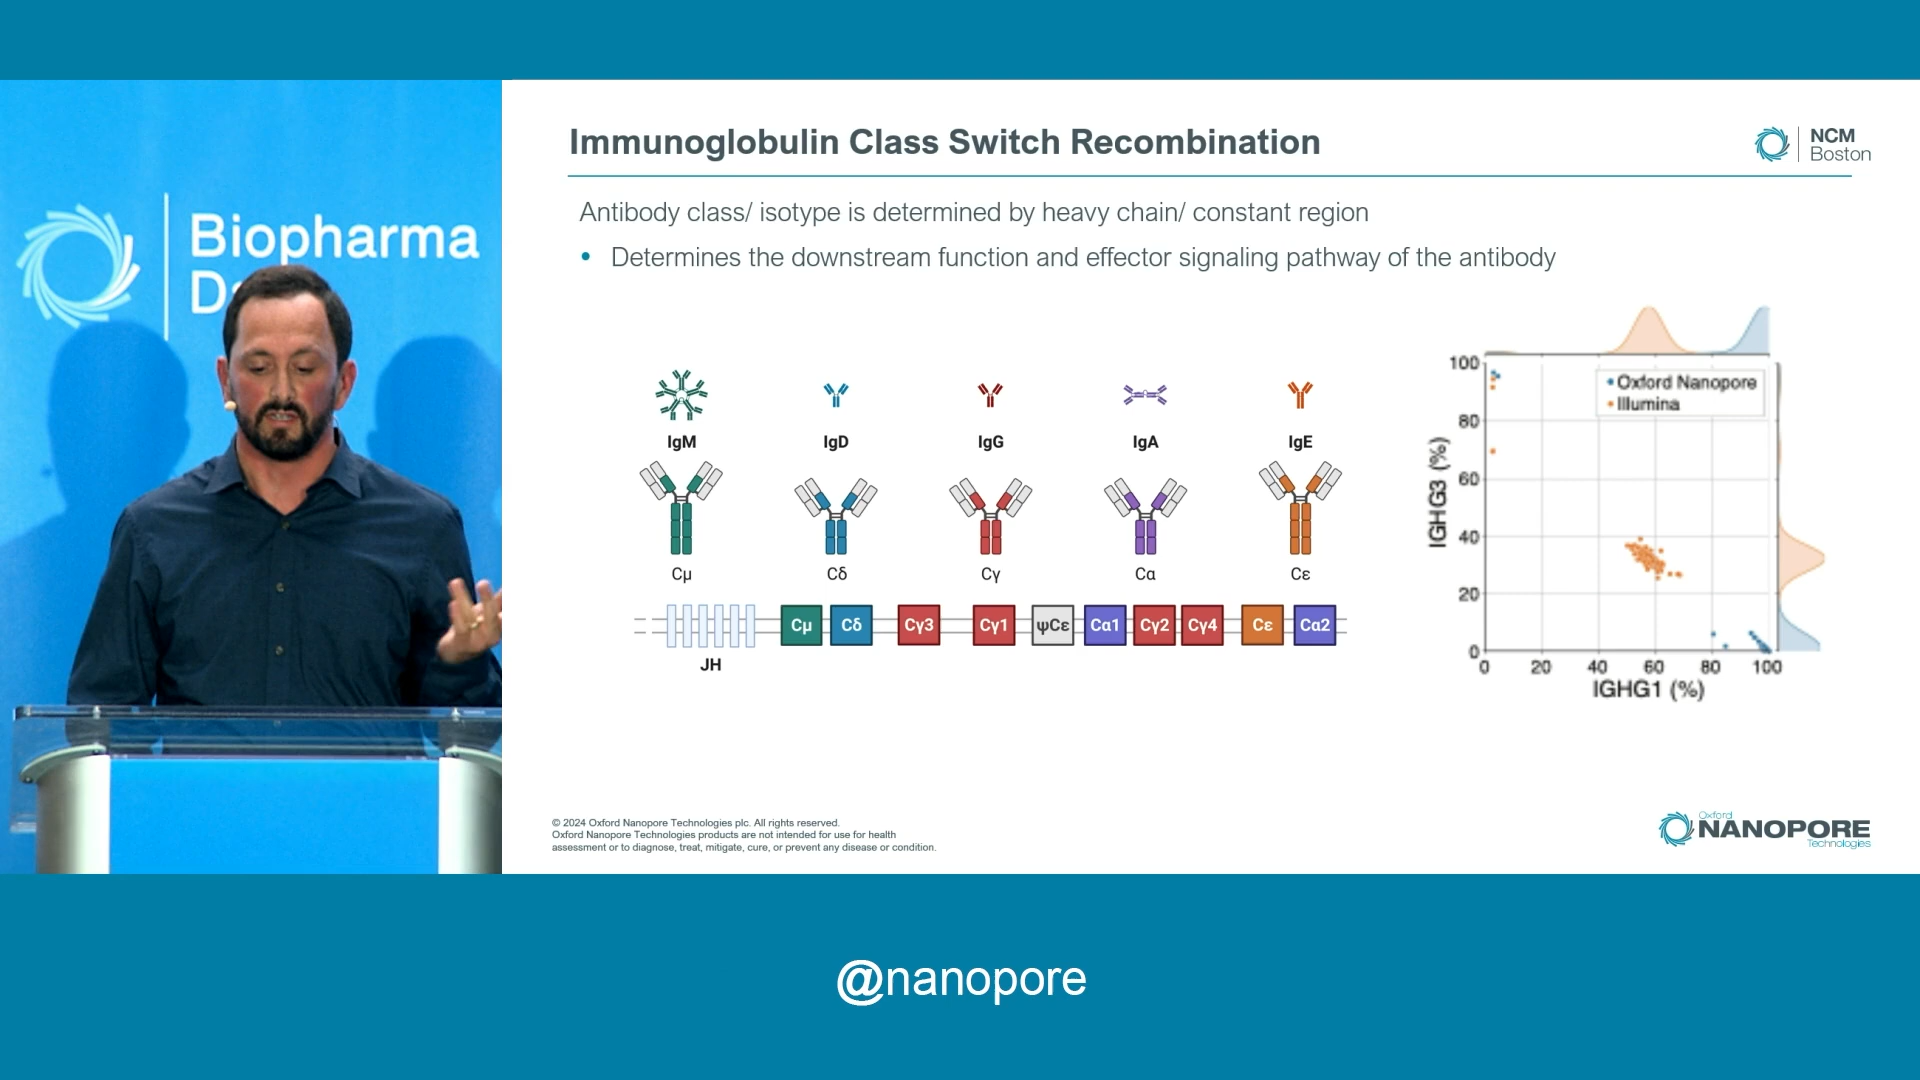 Biopharma
Immunoglobulin Class Switch Recombination
NCM
Boston
Antibody class/ isotype is determined by heavy chain/ constant region
• Determines the downstream function and effector signaling pathway of the antibody
IgM IgD IgG IgA IgE
Cμ Cδ Cγ Cα Cε
Cμ Cδ Cγ3 Cγ1 ψCε Cα1 Cγ2 Cγ4 Cε Cα2
JH
Oxford Nanopore
Illumina
IGHG3 (%)
100
80
60
40
20
0
0 20 40 60 80 100
IGHG1 (%)
© 2024 Oxford Nanopore Technologies plc. All rights reserved.
Oxford Nanopore Technologies products are not intended for use for health
assessment or to diagnose, treat, mitigate, cure, or prevent any disease or condition.
Oxford
NANOPORE
Technologies
@nanopore